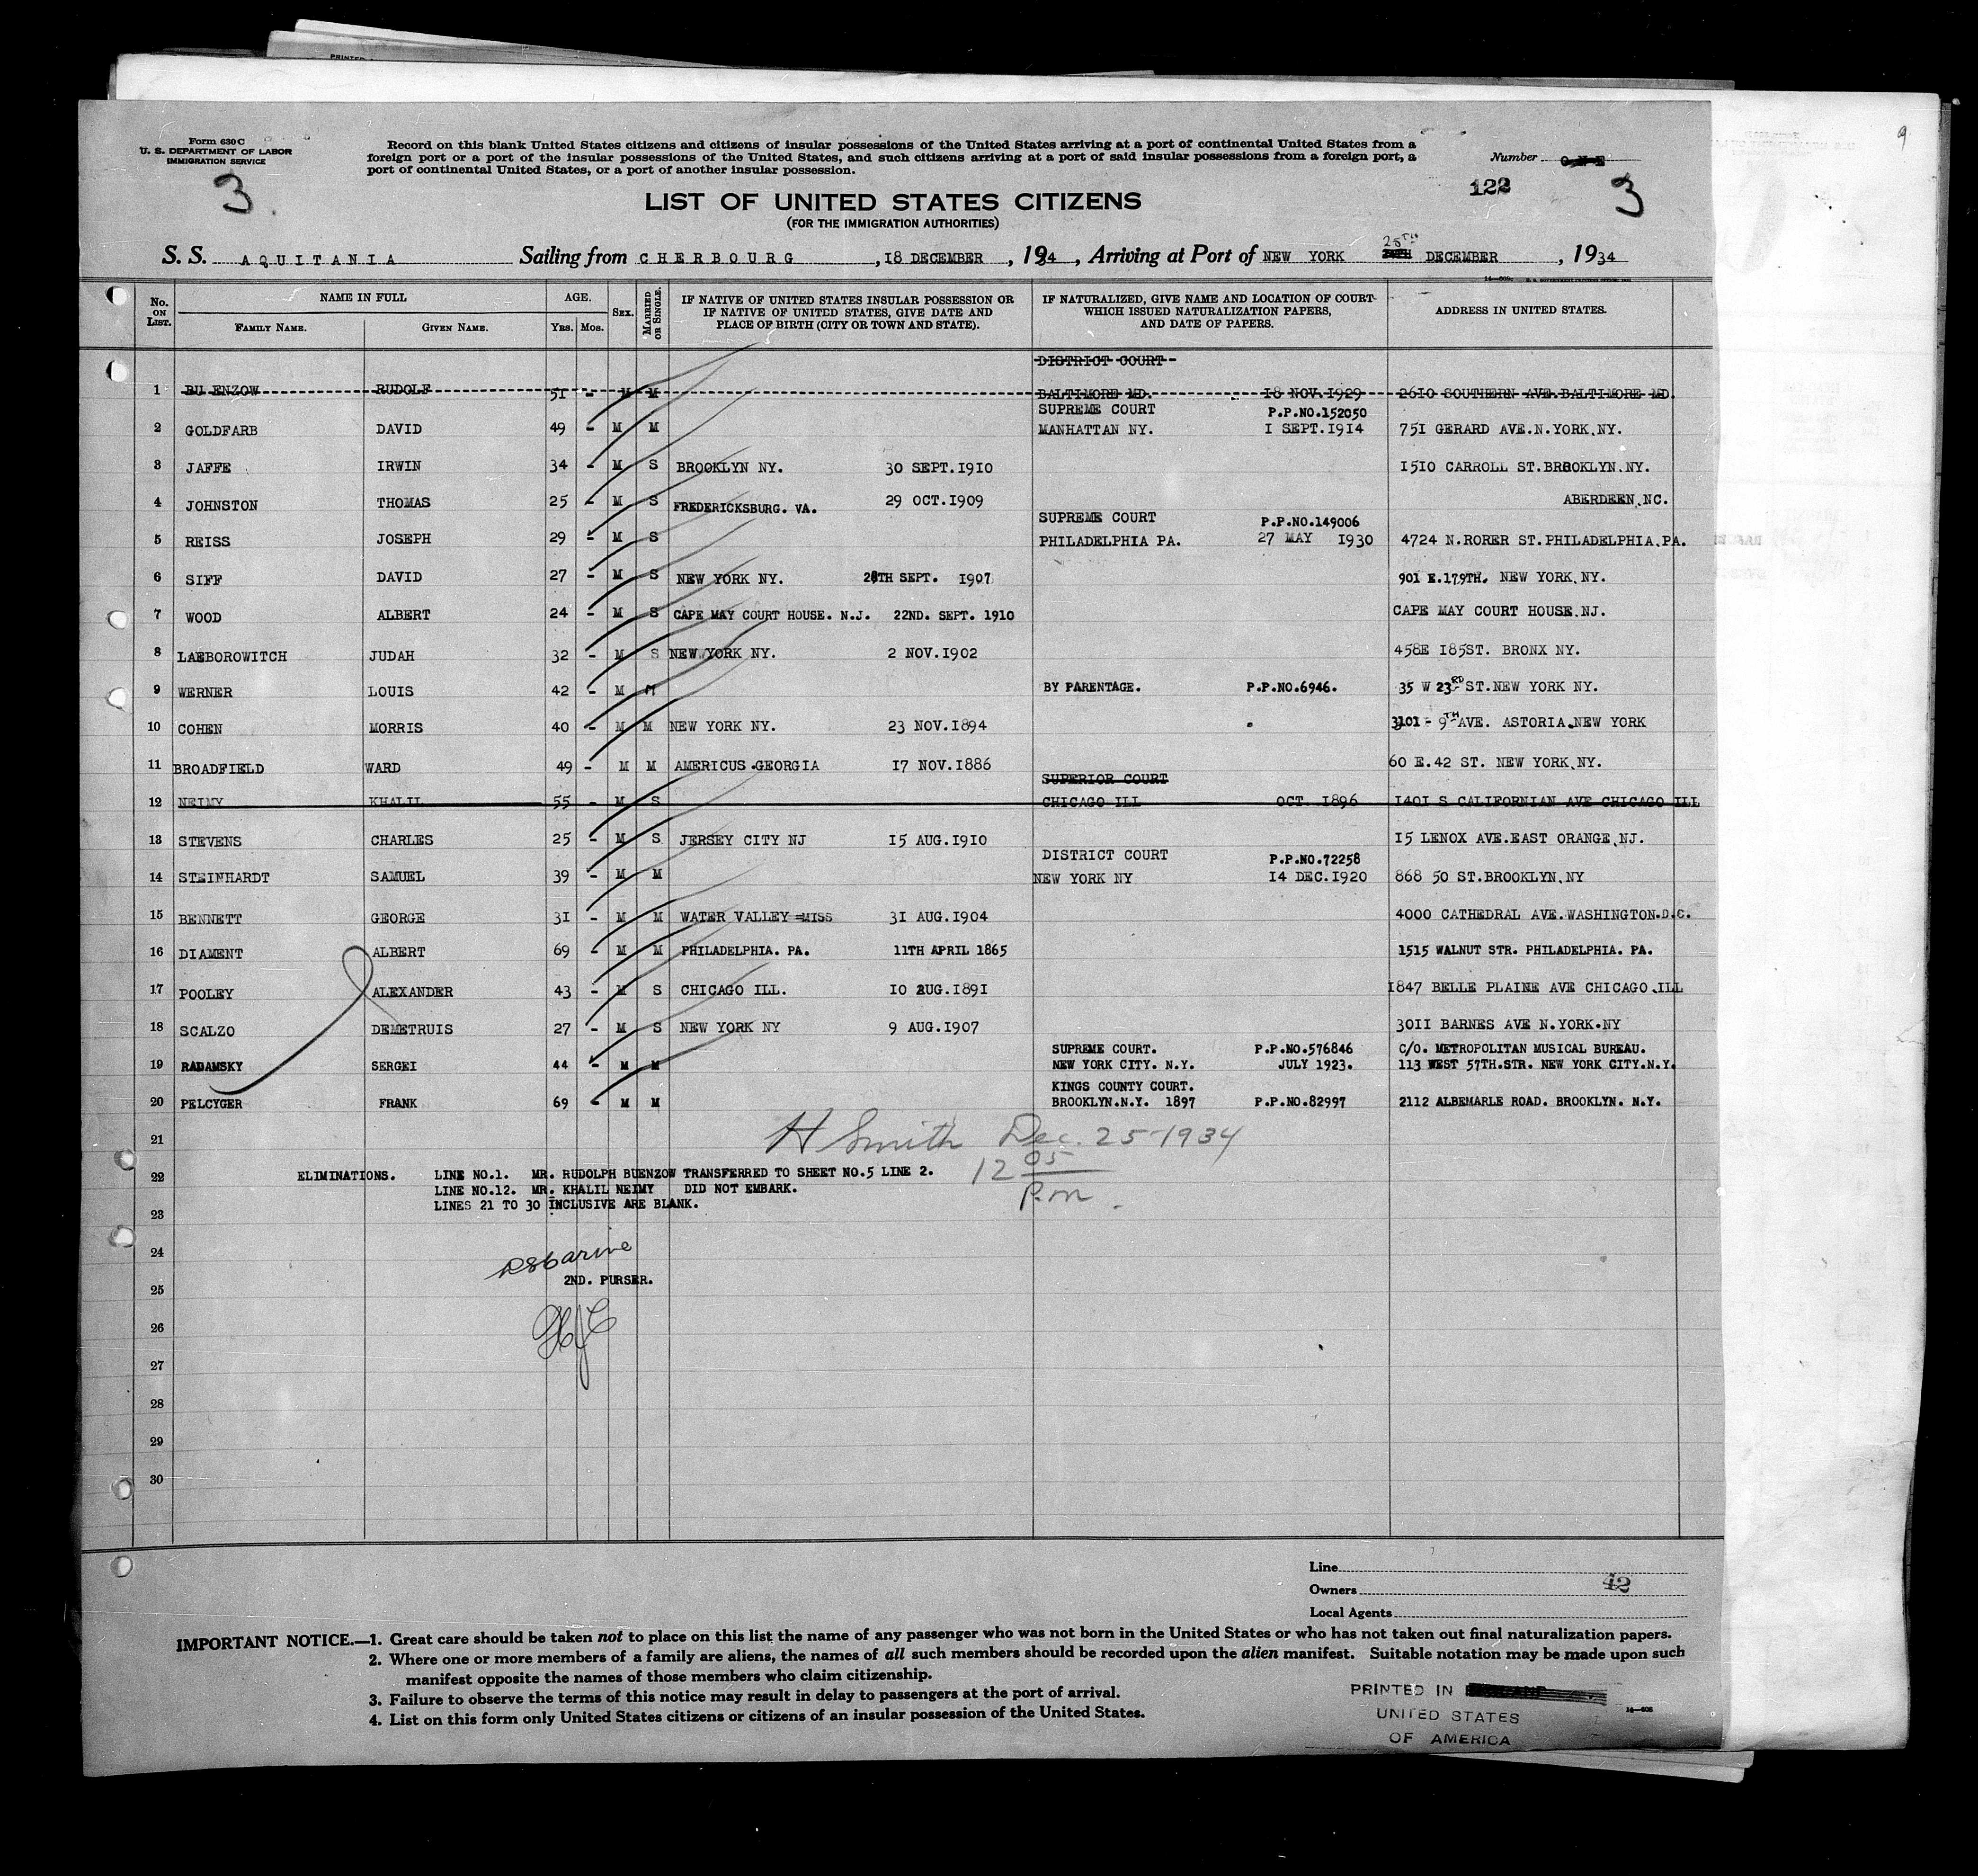 Form 630 C
U. S. DEPARTMENT OF LABOR
IMMIGRATION SERVICE
3
Record on this blank United States citizens and citizens of insular possessions of the United States arriving at a port of continental United States from a
foreign port or a port of the insular possessions of the United States, and such citizens arriving at a port of said insular possessions from a foreign port, a
port of continental United States, or a port of another insular possession.
Number ONE
122 3
9
LIST OF UNITED STATES CITIZENS
(FOR THE IMMIGRATION AUTHORITIES)
S. S. AQUITANIA Sailing from CHERBOURG, 18 DECEMBER, 1934, Arriving at Port of NEW YORK 25TH DECEMBER, 1934
No. ON LIST. NAME IN FULL FAMILY NAME. GIVEN NAME. AGE. Yrs. Mos. SEX. MARRIED OR SINGLE. IF NATIVE OF UNITED STATES INSULAR POSSESSION OR IF NATIVE OF UNITED STATES, GIVE DATE AND PLACE OF BIRTH (CITY OR TOWN AND STATE). IF NATURALIZED, GIVE NAME AND LOCATION OF COURT WHICH ISSUED NATURALIZATION PAPERS, AND DATE OF PAPERS. ADDRESS IN UNITED STATES.
DISTRICT COURT
1 BU ENZOW RUDOLF 51 - M M BALTIMORE MD. 18 NOV.1929 2610 SOUTHERN AVE.BALTIMORE MD.
SUPREME COURT P.P.NO.152050
2 GOLDFARB DAVID 49 - M M MANHATTAN NY. 1 SEPT.1914 751 GERARD AVE.N.YORK.NY.
3 JAFFE IRWIN 34 - M S BROOKLYN NY. 30 SEPT.1910 1510 CARROLL ST.BROOKLYN.NY.
4 JOHNSTON THOMAS 25 - M S FREDERICKSBURG. VA. 29 OCT.1909 ABERDEEN.NC.
SUPREME COURT P.P.NO.149006
5 REISS JOSEPH 29 - M S PHILADELPHIA PA. 27 MAY 1930 4724 N.RORER ST.PHILADELPHIA.PA.
6 SIFF DAVID 27 - M S NEW YORK NY. 28TH SEPT. 1907 901 E.179TH. NEW YORK.NY.
7 WOOD ALBERT 24 - M S CAPE MAY COURT HOUSE. N.J. 22ND. SEPT. 1910 CAPE MAY COURT HOUSE.NJ.
8 LABOROWITCH JUDAH 32 - M S NEW YORK NY. 2 NOV.1902 458E 185ST. BRONX NY.
9 WERNER LOUIS 42 - M M BY PARENTAGE. P.P.NO.6946. 35 W 23RD ST.NEW YORK NY.
10 COHEN MORRIS 40 - M M NEW YORK NY. 23 NOV.1894 3101 - 9TH AVE. ASTORIA.NEW YORK
11 BROADFIELD WARD 49 - M M AMERICUS.GEORGIA 17 NOV.1886 60 E.42 ST. NEW YORK.NY.
SUPERIOR COURT
12 NEIMY KHALIL 55 - M S CHICAGO ILL OCT. 1896 1401 S CALIFORNIAN AVE CHICAGO ILL
13 STEVENS CHARLES 25 - M S JERSEY CITY NJ 15 AUG.1910 15 LENOX AVE.EAST ORANGE.NJ.
DISTRICT COURT P.P.NO.72258
14 STEINHARDT SAMUEL 39 - M M NEW YORK NY 14 DEC.1920 868 50 ST.BROOKLYN.NY
15 BENNETT GEORGE 31 - M M WATER VALLEY =MISS 31 AUG.1904 4000 CATHEDRAL AVE.WASHINGTON.D.C.
16 DIAMENT ALBERT 69 - M M PHILADELPHIA. PA. 11TH APRIL 1865 1515 WALNUT STR. PHILADELPHIA. PA.
17 POOLEY ALEXANDER 43 - M S CHICAGO ILL. 10 AUG.1891 1847 BELLE PLAINE AVE CHICAGO.ILL
18 SCALZO DEMETRUIS 27 - M S NEW YORK NY 9 AUG.1907 3011 BARNES AVE N.YORK.NY
SUPREME COURT. P.P.NO.576846 C/O. METROPOLITAN MUSICAL BUREAU.
19 RADAMSKY SERGEI 44 - M M NEW YORK CITY. N.Y. JULY 1923. 113 WEST 57TH.STR. NEW YORK CITY.N.Y.
KINGS COUNTY COURT.
20 PELCYGER FRANK 69 - M M BROOKLYN.N.Y. 1897 P.P.NO.82997 2112 ALBEMARLE ROAD. BROOKLYN. N.Y.
21 H Smith Dec. 25-1934
12 05
P.m
22 ELIMINATIONS. LINE NO.1. MR. RUDOLPH BUENZOW TRANSFERRED TO SHEET NO.5 LINE 2.
LINE NO.12. MR. KHALIL NEIMY DID NOT EMBARK.
LINES 21 TO 30 INCLUSIVE ARE BLANK.
23
24
2ND. PURSER.
25
26
27
28
29
30
Line
Owners 42
Local Agents
IMPORTANT NOTICE.—1. Great care should be taken not to place on this list the name of any passenger who was not born in the United States or who has not taken out final naturalization papers.
2. Where one or more members of a family are aliens, the names of all such members should be recorded upon the alien manifest. Suitable notation may be made upon such
manifest opposite the names of those members who claim citizenship.
3. Failure to observe the terms of this notice may result in delay to passengers at the port of arrival.
4. List on this form only United States citizens or citizens of an insular possession of the United States.
PRINTED IN
UNITED STATES
OF AMERICA